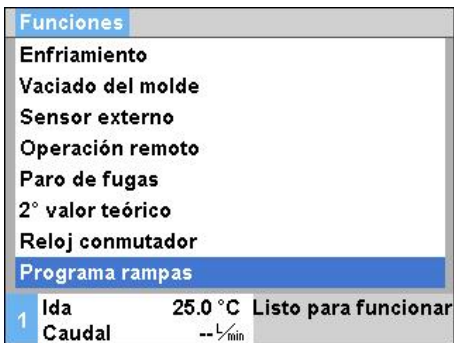 Funciones
Enfriamiento
Vaciado del molde
Sensor externo
Operación remoto
Paro de fugas
2° valor teórico
Reloj conmutador
Programa rampas
1 Ida 25.0 °C Listo para funcionar
Caudal -- L/min